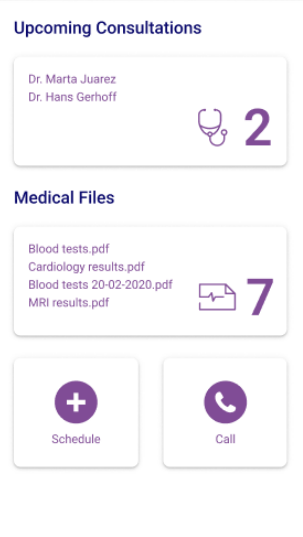 Upcoming Consultations
Dr. Marta Juarez
Dr. Hans Gerhoff
2
Medical Files
Blood tests.pdf
Cardiology results.pdf
Blood tests 20-02-2020.pdf
MRI results.pdf
7
Schedule
Call